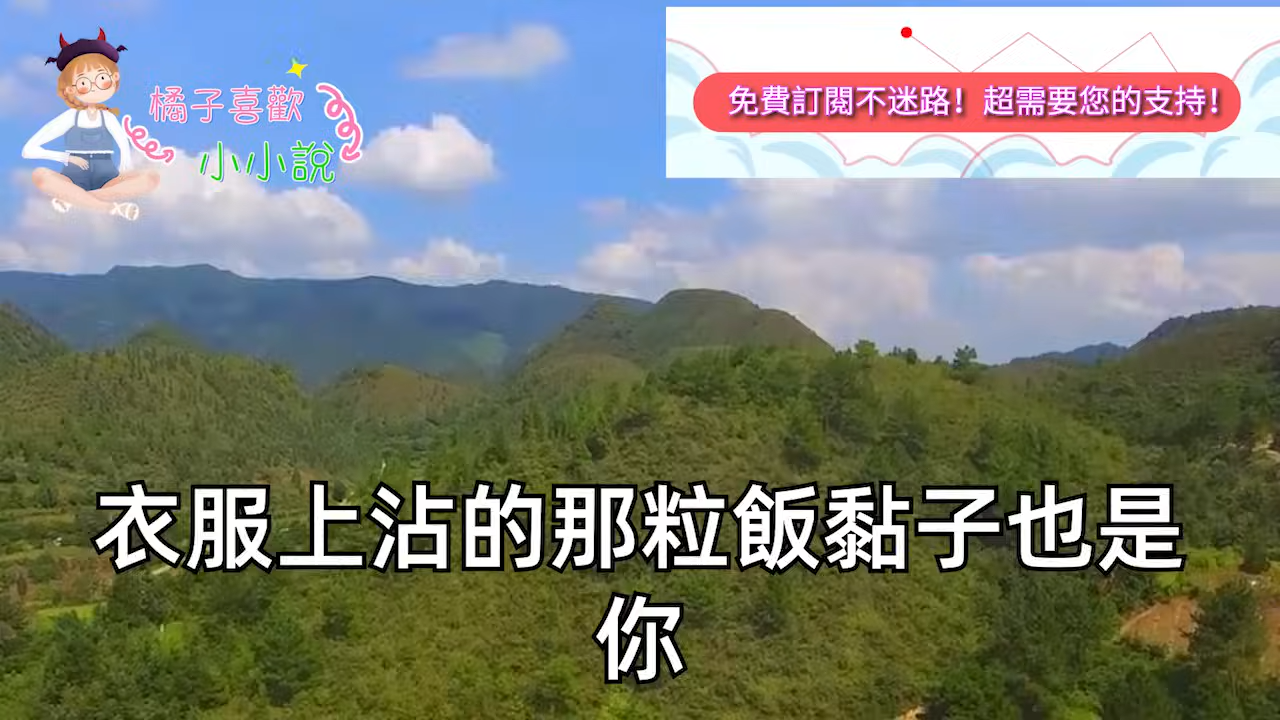 橘子喜歡
小小說
免費訂閱不迷路！超需要您的支持！
衣服上沾的那粒飯黏子也是
你